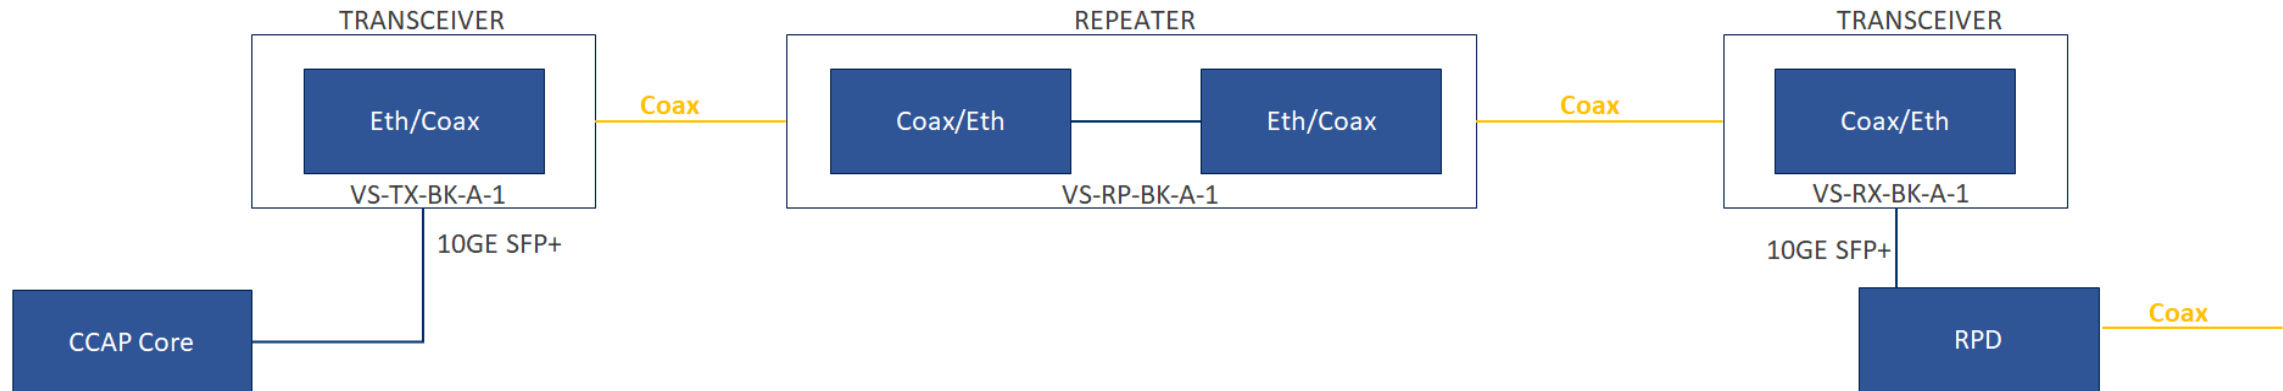 TRANSCEIVER
REPEATER
TRANSCEIVER
Eth/Coax
Coax
Coax/Eth
Eth/Coax
Coax
Coax/Eth
VS-TX-BK-A-1
VS-RP-BK-A-1
VS-RX-BK-A-1
10GE SFP+
10GE SFP+
CCAP Core
RPD
Coax